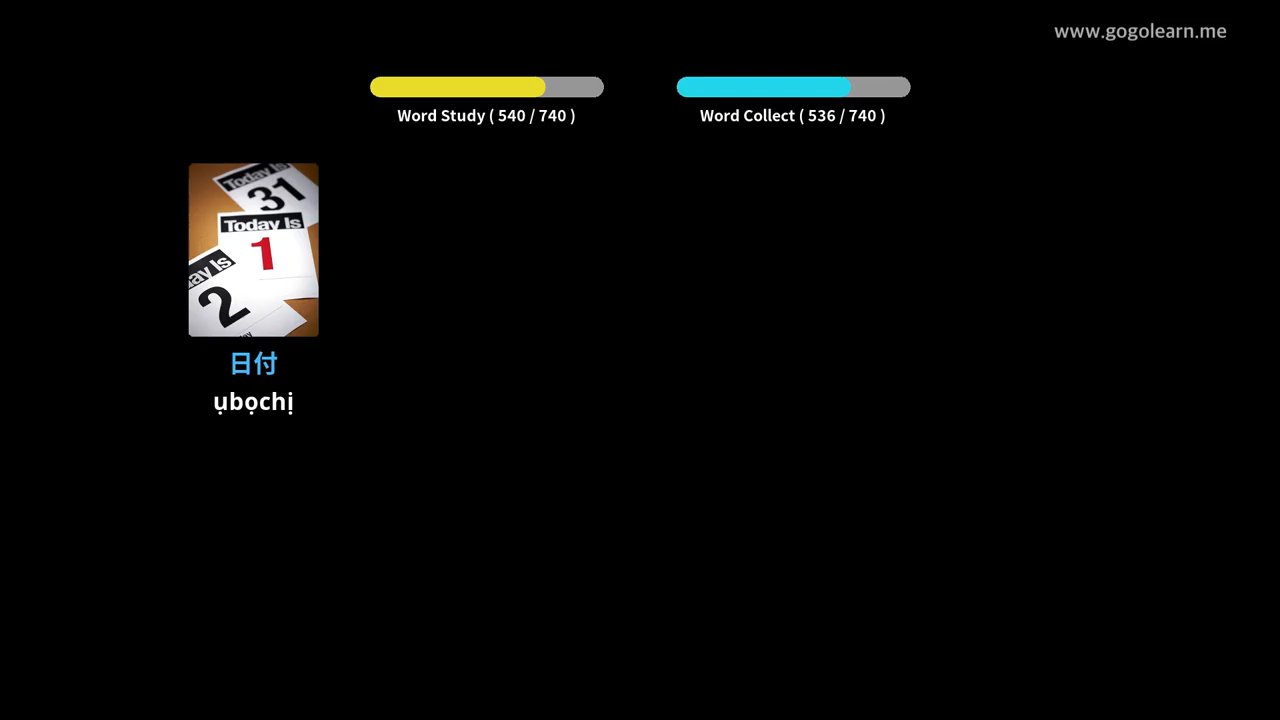 www.gogolearn.me
Word Study ( 540 / 740 )
Word Collect ( 536 / 740 )
Today Is
31
Today Is
1
ay Is
2
日付
ụbọchị